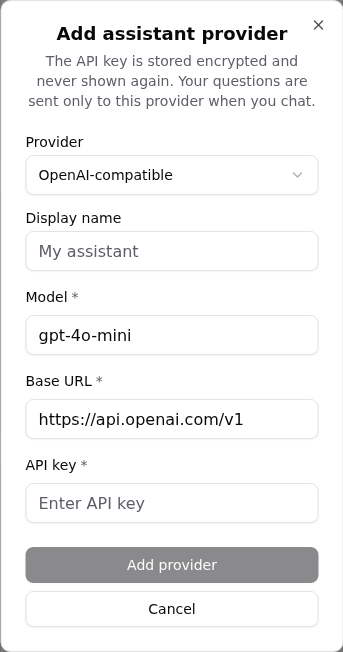 Add assistant provider
The API key is stored encrypted and
never shown again. Your questions are
sent only to this provider when you chat.
Provider
OpenAI-compatible
Display name
My assistant
Model *
gpt-4o-mini
Base URL *
https://api.openai.com/v1
API key *
Enter API key
Add provider
Cancel